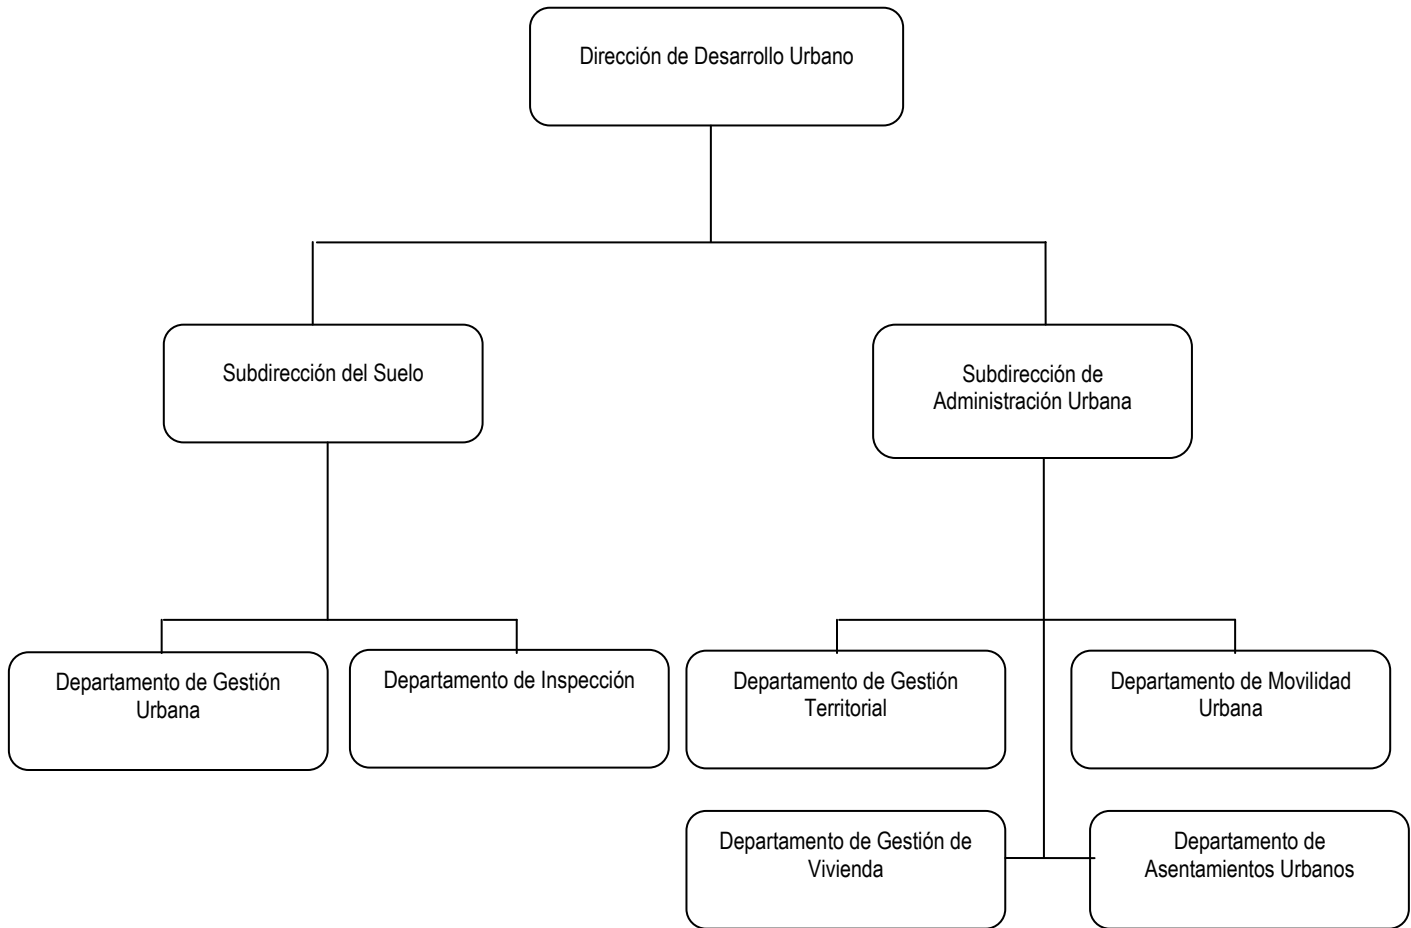 Dirección de Desarrollo Urbano
Subdirección del Suelo
Subdirección de
Administración Urbana
Departamento de Gestión
Urbana
Departamento de Inspección
Departamento de Gestión
Territorial
Departamento de Movilidad
Urbana
Departamento de Gestión de
Vivienda
Departamento de
Asentamientos Urbanos